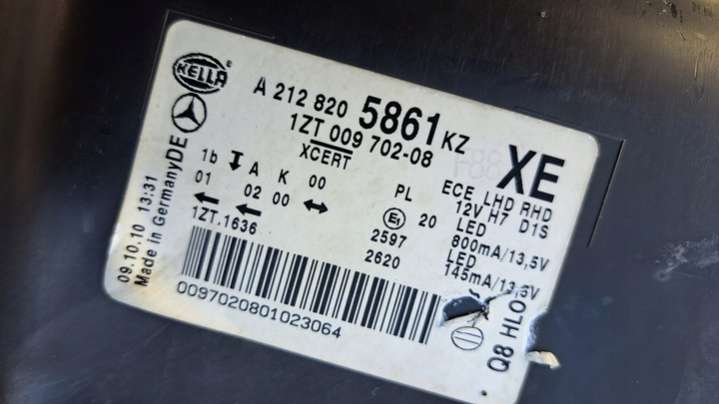 HELLA
A 212 820 5861 KZ
1ZT 009 702-08
XCERT
XE
1b A K 00
01 02 00
1ZT.1636
PL
E1 20
2597
2620
ECE LHD RHD
12V H7 D1S
LED
800mA/13,5V
LED
145mA/13,5V
0097020801023064
Q8 HLO
09.10.10 13:31
Made in Germany DE